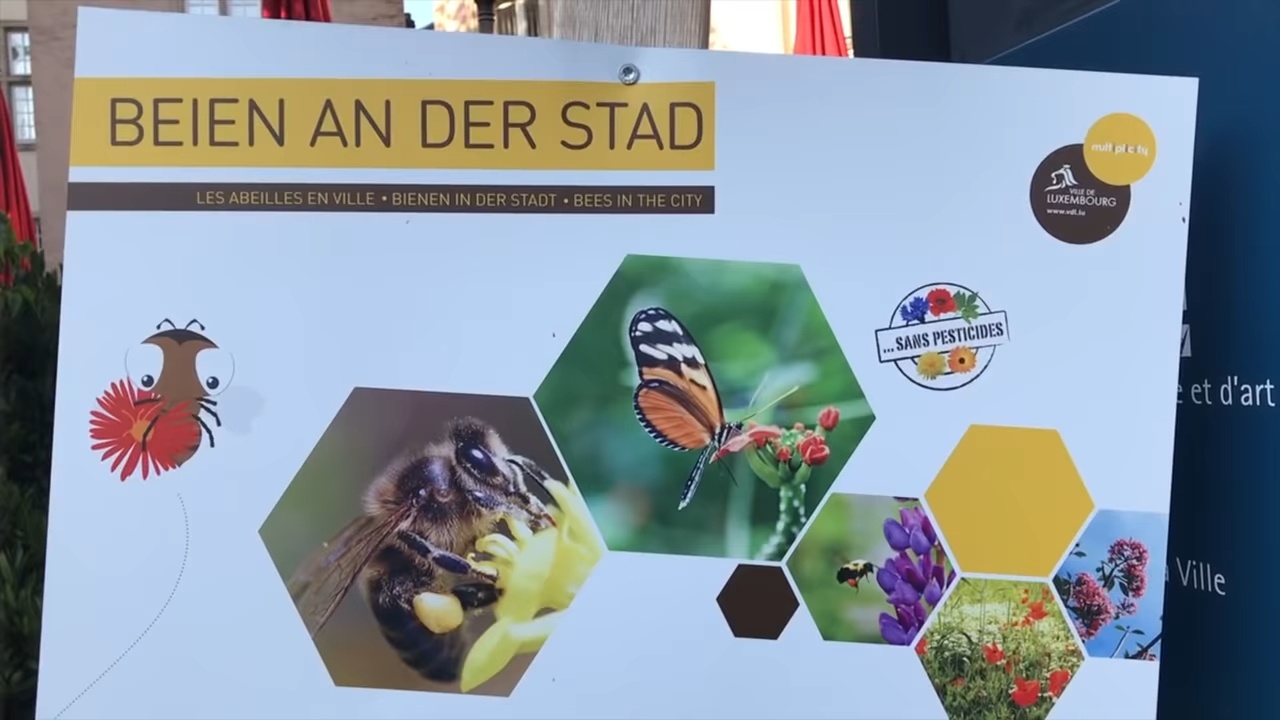 BEIEN AN DER STAD
LES ABEILLES EN VILLE • BIENEN IN DER STADT • BEES IN THE CITY
multiplicity
VILLE DE
LUXEMBOURG
www.vdl.lu
...SANS PESTICIDES
et d'art
Ville